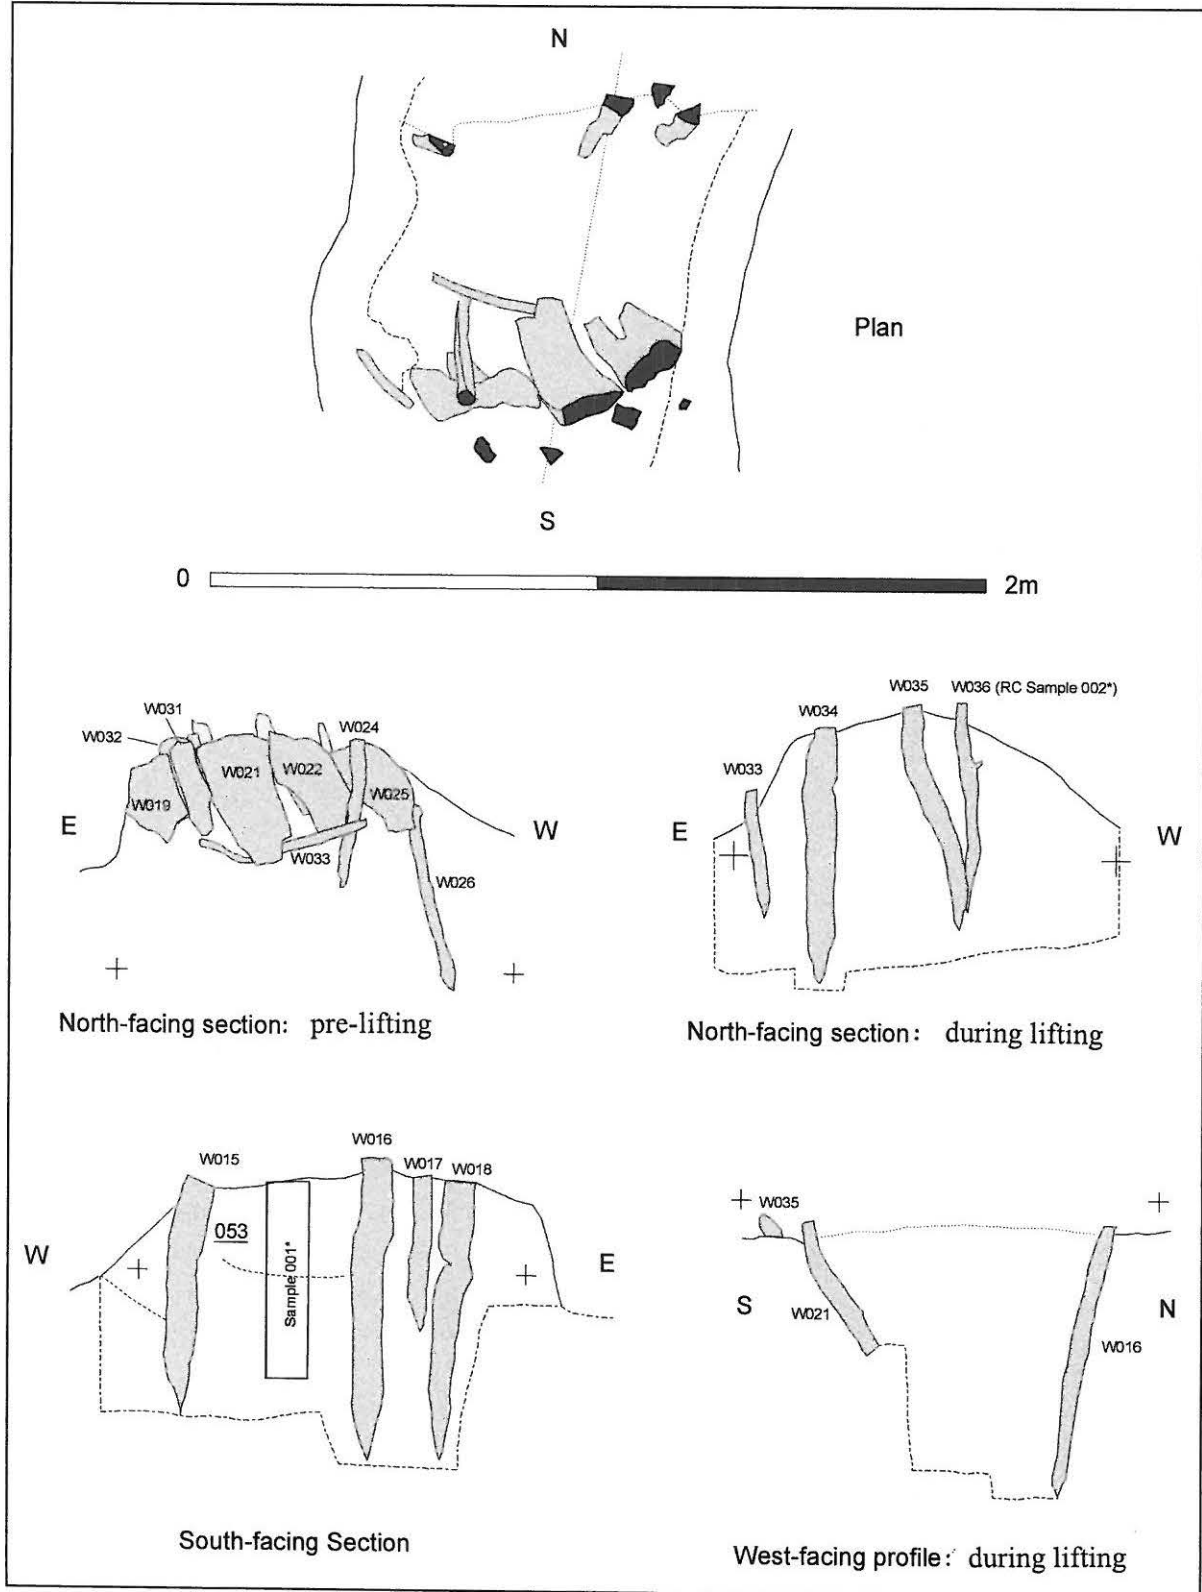 N
Plan
S
0 2m
W031
W032
W024
W021
W022
W019
W025
E W
W033
W026
North-facing section: pre-lifting
W035
W036 (RC Sample 002*)
W034
W033
E W
North-facing section: during lifting
W016
W015
W017
W018
053
W E
Sample 001*
South-facing Section
W035
S N
W021
W016
West-facing profile: during lifting